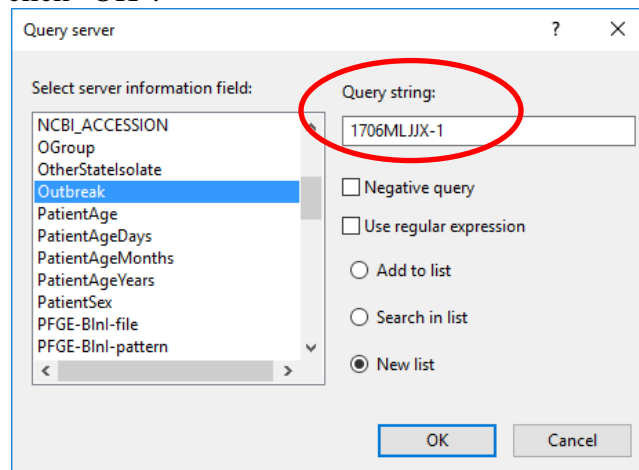 Query server
?
Select server information field:
NCBI_ACCESSION
OGroup
OtherStateIsolate
Outbreak
PatientAge
PatientAgeDays
PatientAgeMonths
PatientAgeYears
PatientSex
PFGE-BlnI-file
PFGE-BlnI-pattern
Query string:
1706MLJJX-1
Negative query
Use regular expression
Add to list
Search in list
New list
OK
Cancel